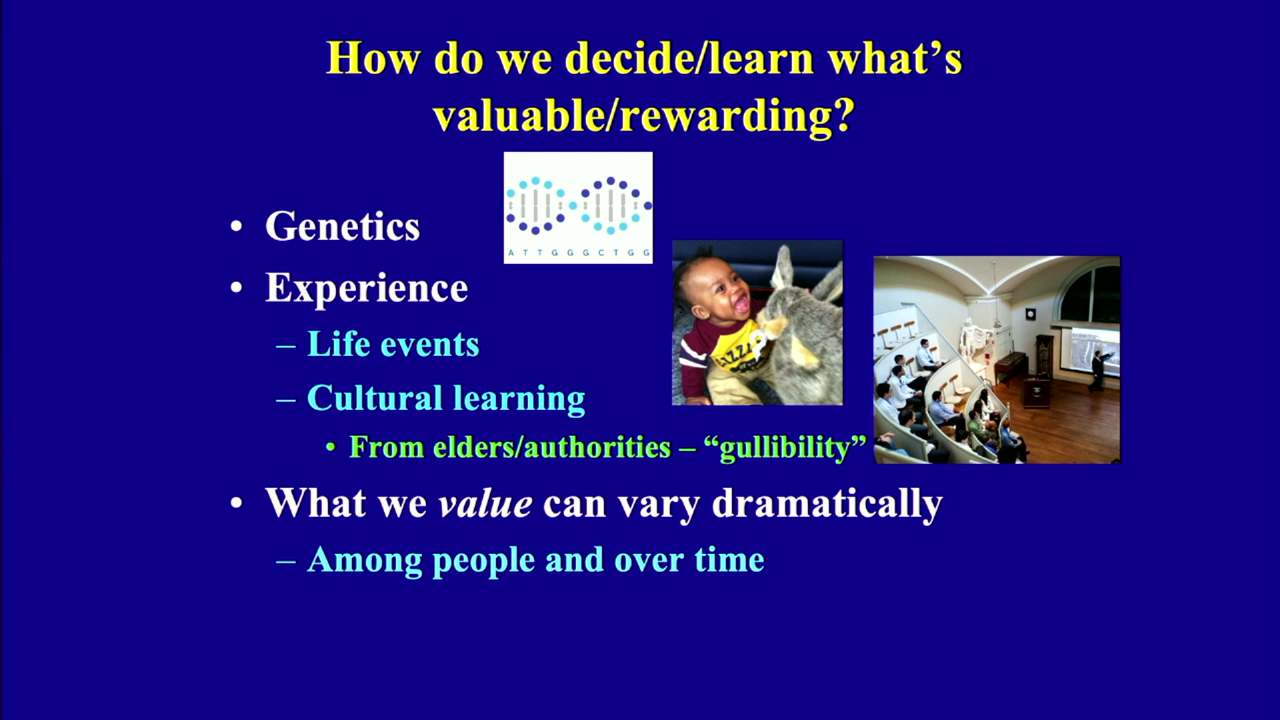 How do we decide/learn what's
valuable/rewarding?
• Genetics
A T T G G G C T G G
• Experience
– Life events
– Cultural learning
• From elders/authorities – “gullibility”
• What we value can vary dramatically
– Among people and over time